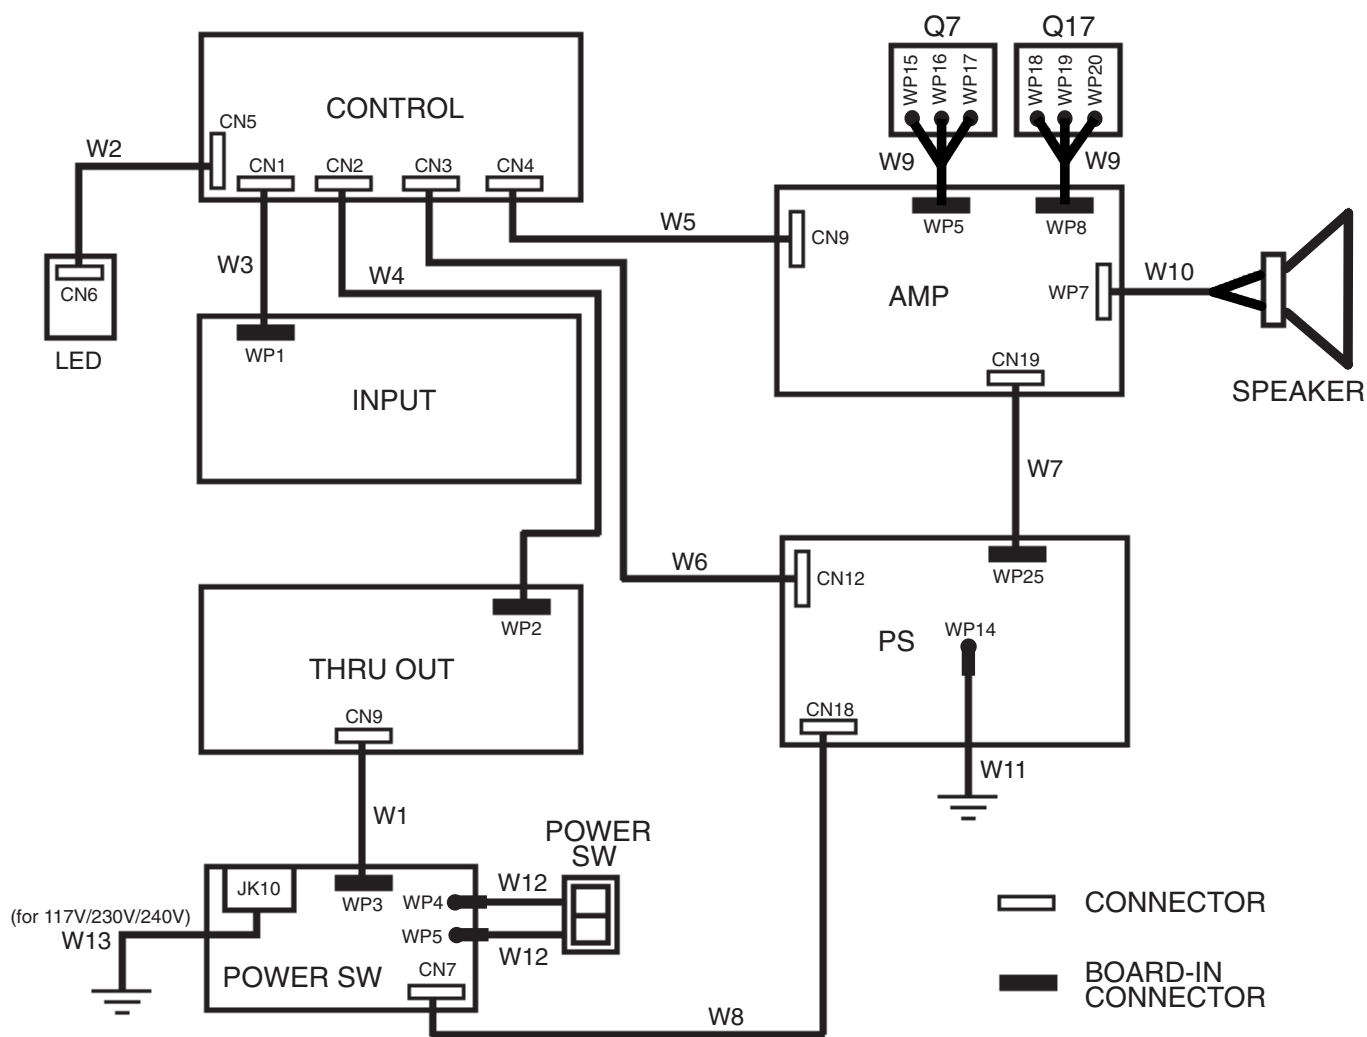 Q7
Q17
WP15
WP16
WP17
WP18
WP19
WP20
CONTROL
CN5
W2
CN1
CN2
CN3
CN4
W9
W9
WP5
WP8
W5
CN9
W3
W4
CN6
LED
WP1
INPUT
AMP
WP7
W10
CN19
SPEAKER
W7
W6
CN12
WP25
WP2
THRU OUT
PS
WP14
CN9
CN18
W11
W1
POWER
SW
JK10
WP3
WP4
W12
(for 117V/230V/240V)
W13
WP5
W12
POWER SW
CN7
W8
CONNECTOR
BOARD-IN
CONNECTOR